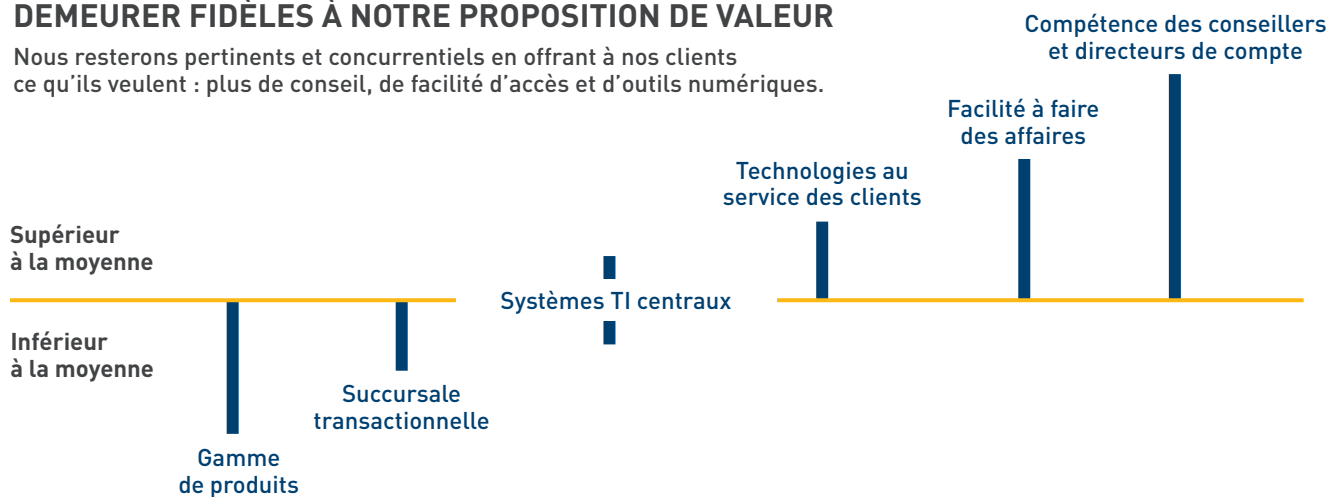 DEMEURER FIDÈLES À NOTRE PROPOSITION DE VALEUR
Nous resterons pertinents et concurrentiels en offrant à nos clients
ce qu’ils veulent : plus de conseil, de facilité d’accès et d’outils numériques.
Compétence des conseillers
et directeurs de compte
Facilité à faire
des affaires
Technologies au
service des clients
Supérieur
à la moyenne
Systèmes TI centraux
Inférieur
à la moyenne
Succursale
transactionnelle
Gamme
de produits